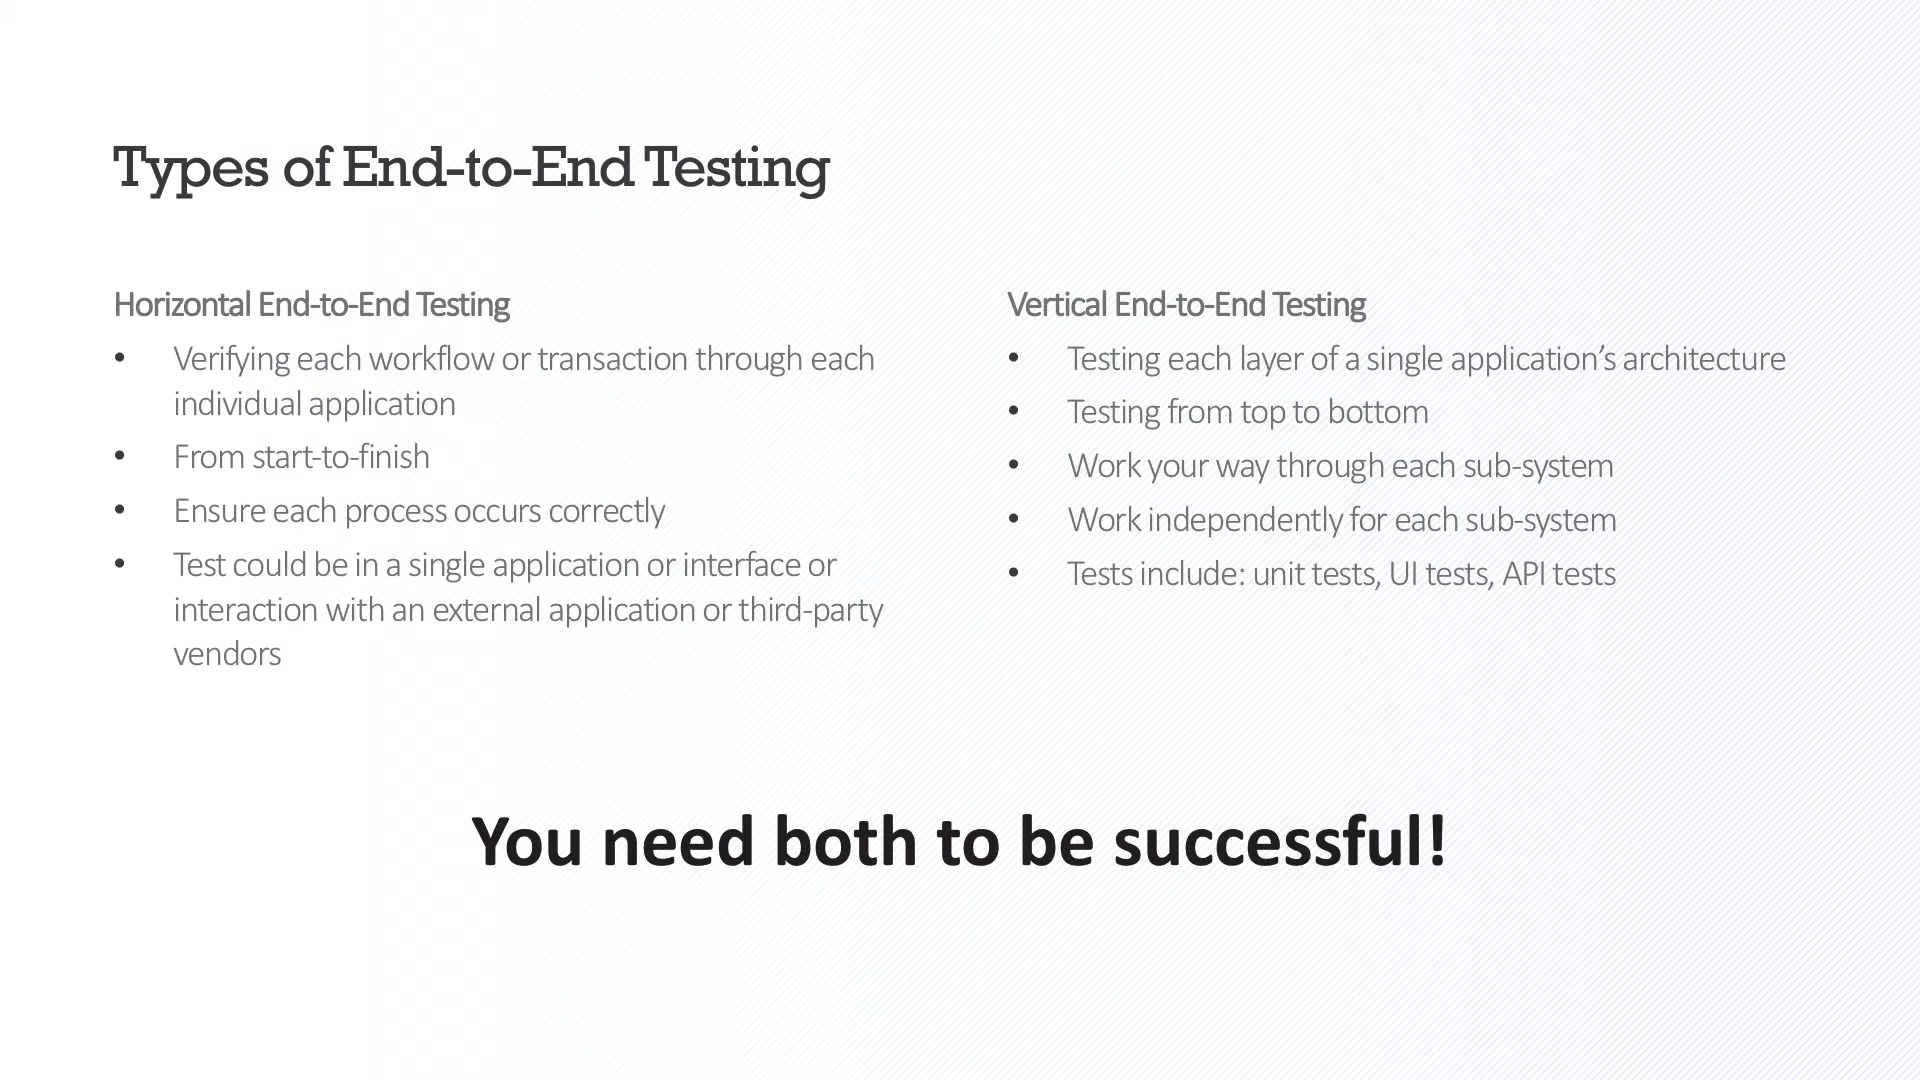 Types of End-to-End Testing
Horizontal End-to-End Testing
• Verifying each workflow or transaction through each
individual application
• From start-to-finish
• Ensure each process occurs correctly
• Test could be in a single application or interface or
interaction with an external application or third-party
vendors
Vertical End-to-End Testing
• Testing each layer of a single application’s architecture
• Testing from top to bottom
• Work your way through each sub-system
• Work independently for each sub-system
• Tests include: unit tests, UI tests, API tests
You need both to be successful!